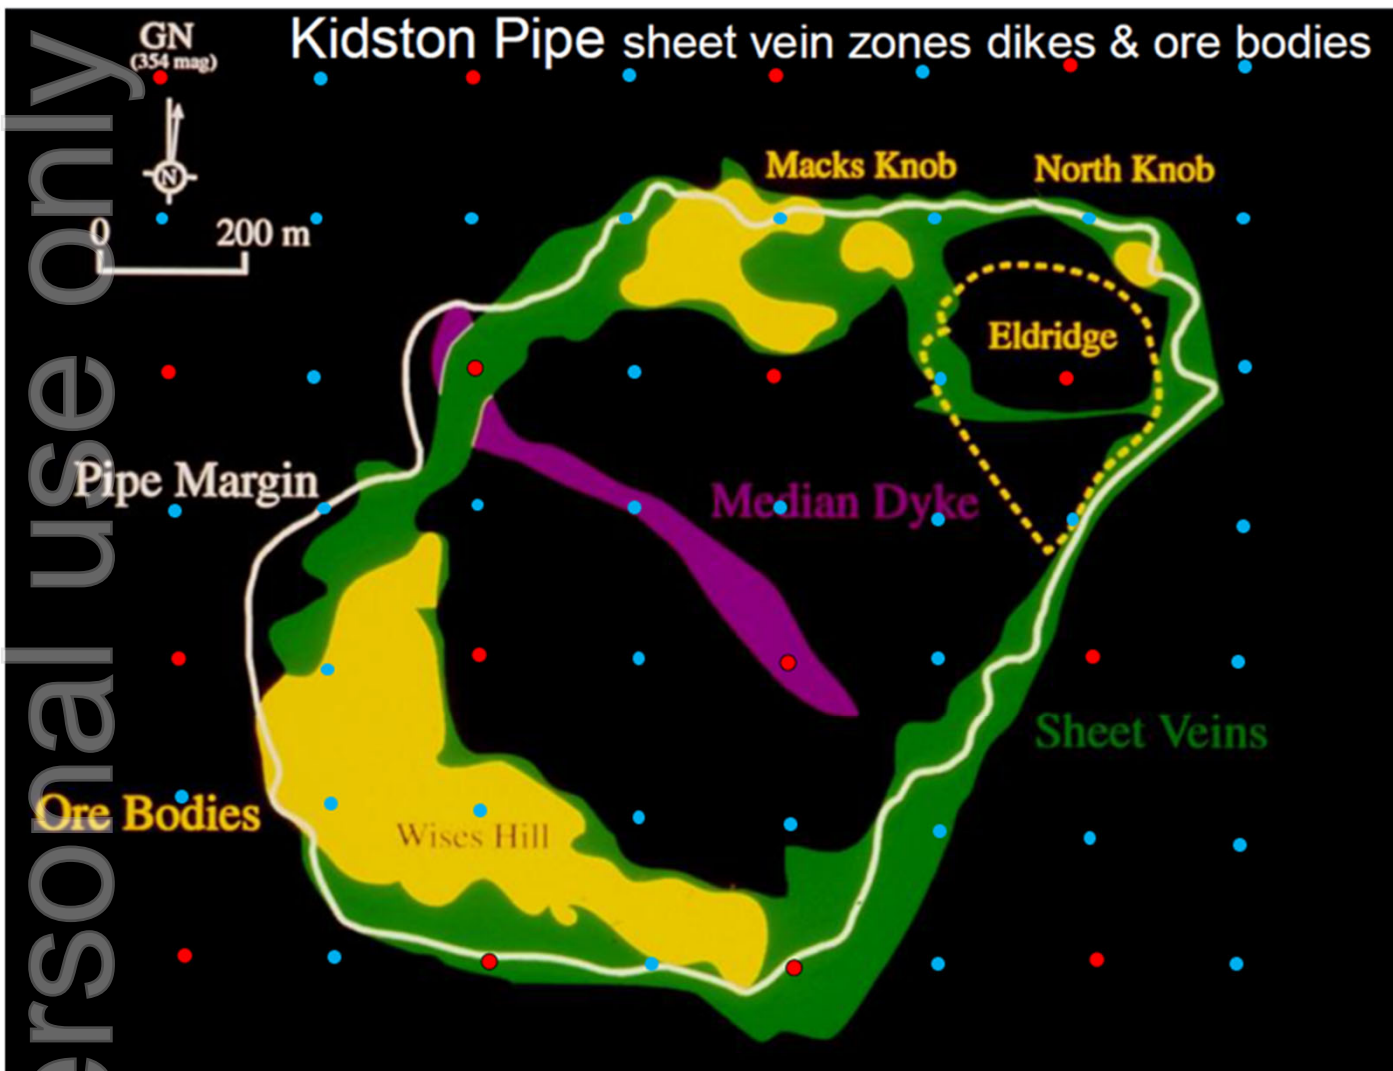 GN
(354 mag)
Kidston Pipe sheet vein zones dikes & ore bodies
N
0 200 m
Macks Knob
North Knob
Eldridge
Pipe Margin
Median Dyke
Sheet Veins
Ore Bodies
Wises Hill
ersonal use only